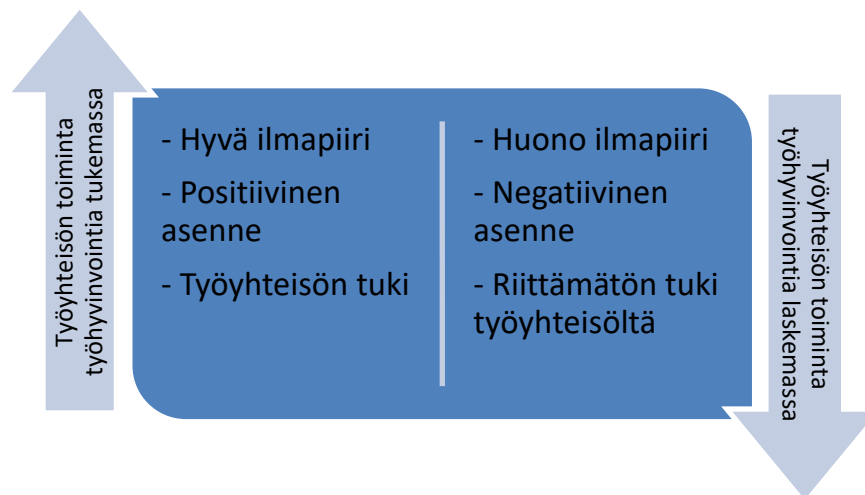 Työyhteisön toiminta
työhyvinvointia tukemassa
- Hyvä ilmapiiri
- Positiivinen
asenne
- Työyhteisön tuki
- Huono ilmapiiri
- Negatiivinen
asenne
- Riittämätön tuki
työyhteisöltä
Työyhteisön toiminta
työhyvinvointia laskemassa